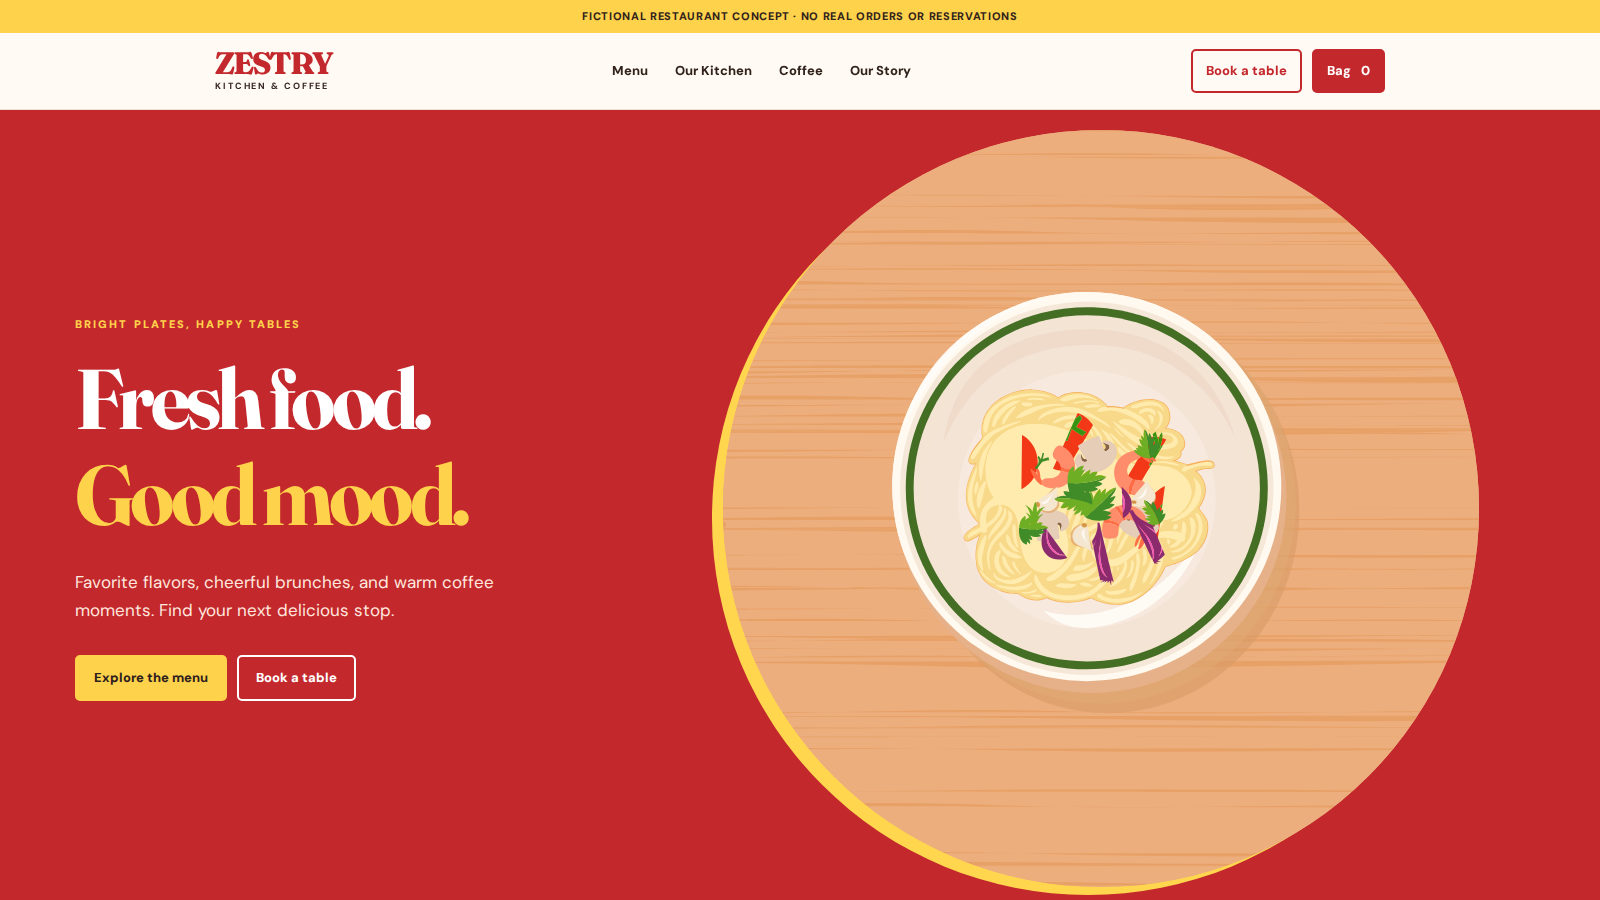 FICTIONAL RESTAURANT CONCEPT · NO REAL ORDERS OR RESERVATIONS
ZESTRY
KITCHEN & COFFEE
Menu Our Kitchen Coffee Our Story
Book a table Bag 0
BRIGHT PLATES, HAPPY TABLES
Fresh food.
Good mood.
Favorite flavors, cheerful brunches, and warm coffee
moments. Find your next delicious stop.
Explore the menu Book a table